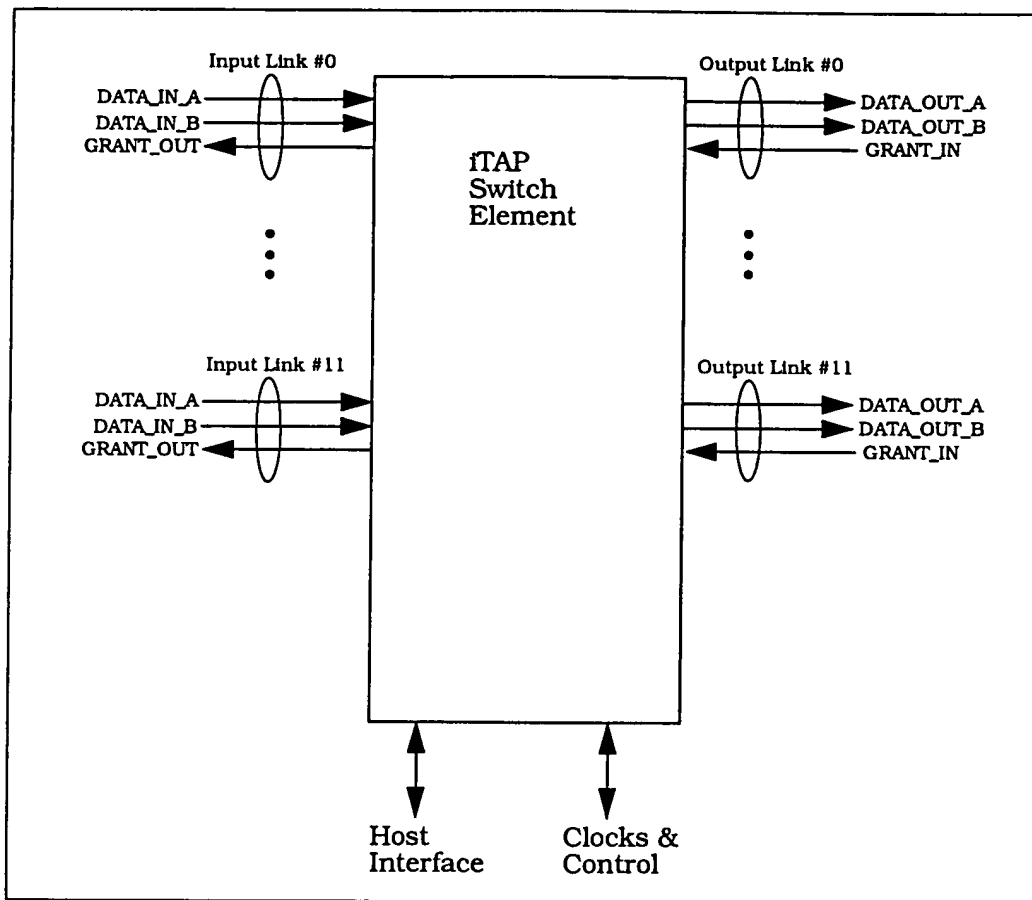 Input Link #0
DATA_IN_A
DATA_IN_B
GRANT_OUT
Output Link #0
DATA_OUT_A
DATA_OUT_B
GRANT_IN
iTAP
Switch
Element
Input Link #11
DATA_IN_A
DATA_IN_B
GRANT_OUT
Output Link #11
DATA_OUT_A
DATA_OUT_B
GRANT_IN
Host
Interface
Clocks &
Control